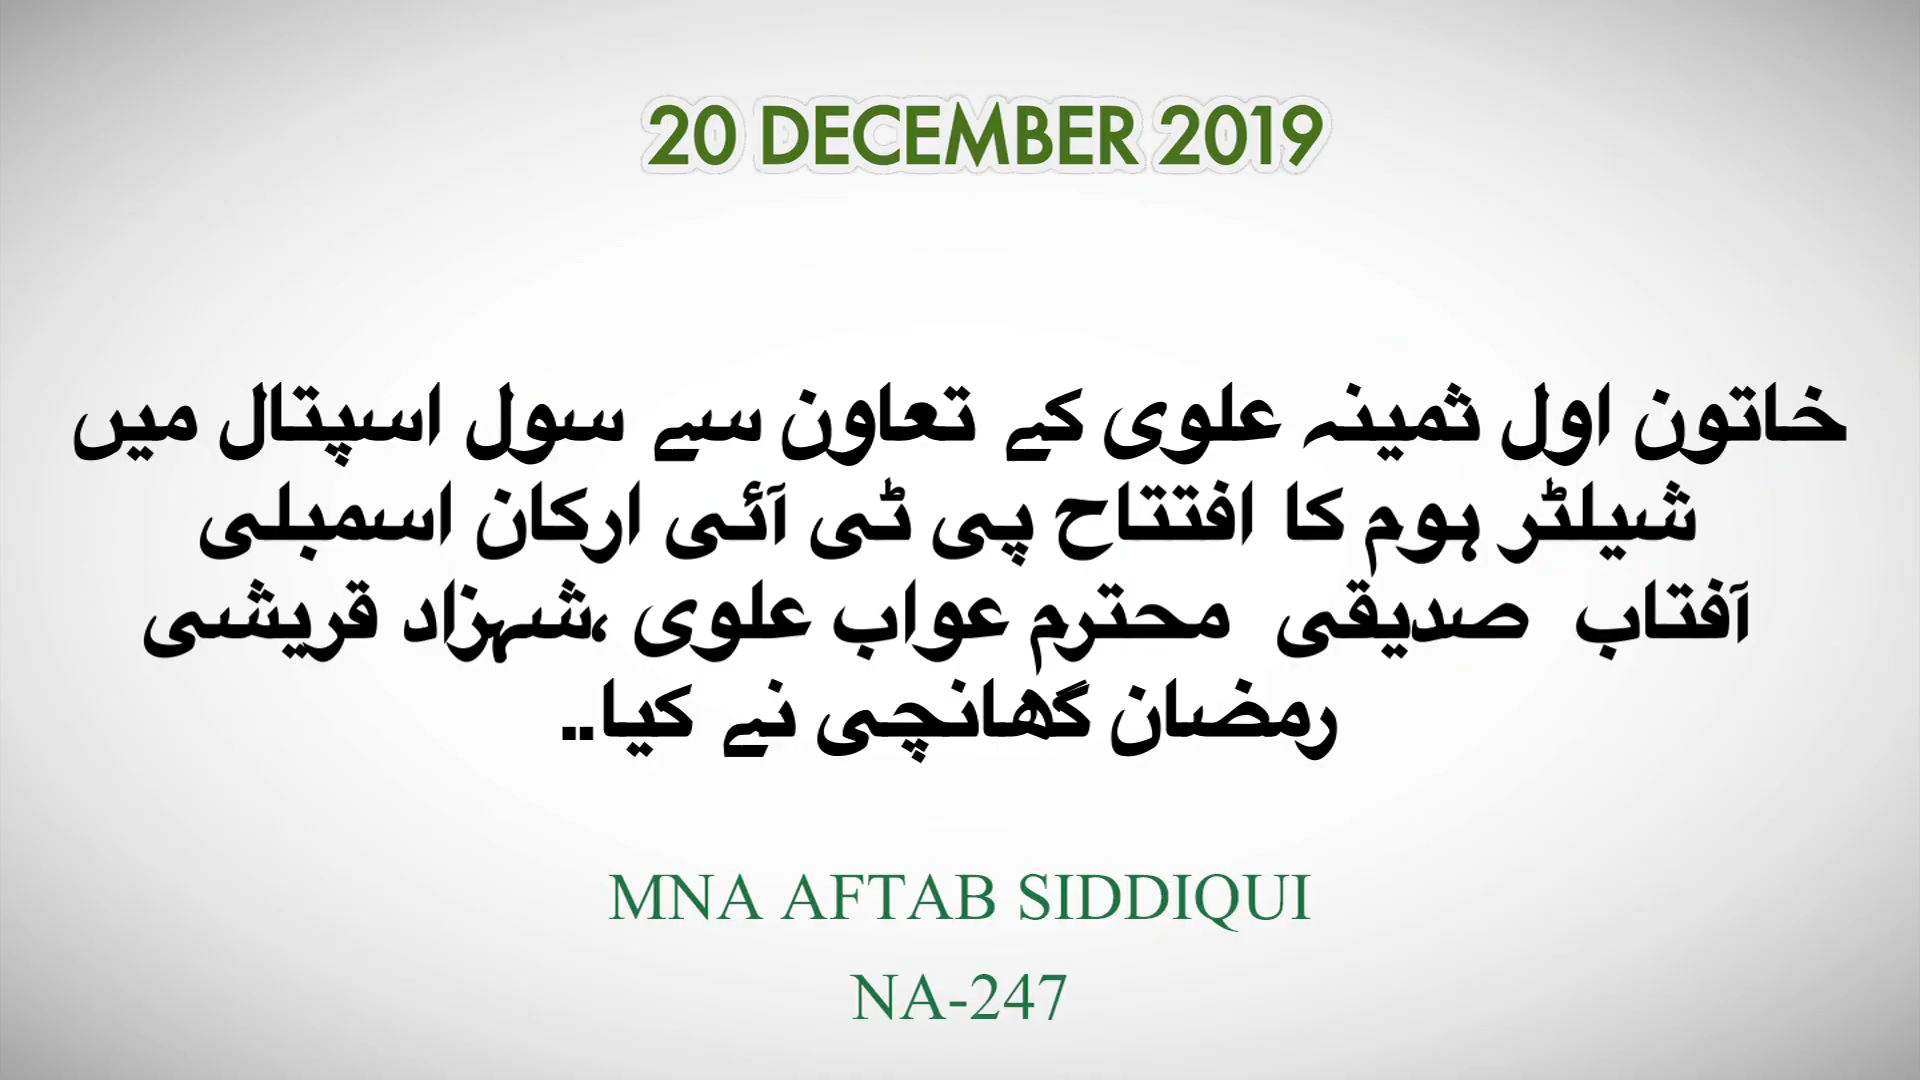 20 DECEMBER 2019
خاتون اول ثمینہ علوی کے تعاون سے سول اسپتال میں
شیلٹر ہوم کا افتتاح پی ٹی آئی ارکان اسمبلی
آفتاب صدیقی محترم عواب علوی ،شہزاد قریشی
رمضان گھانچی نے کیا..
MNA AFTAB SIDDIQUI
NA-247